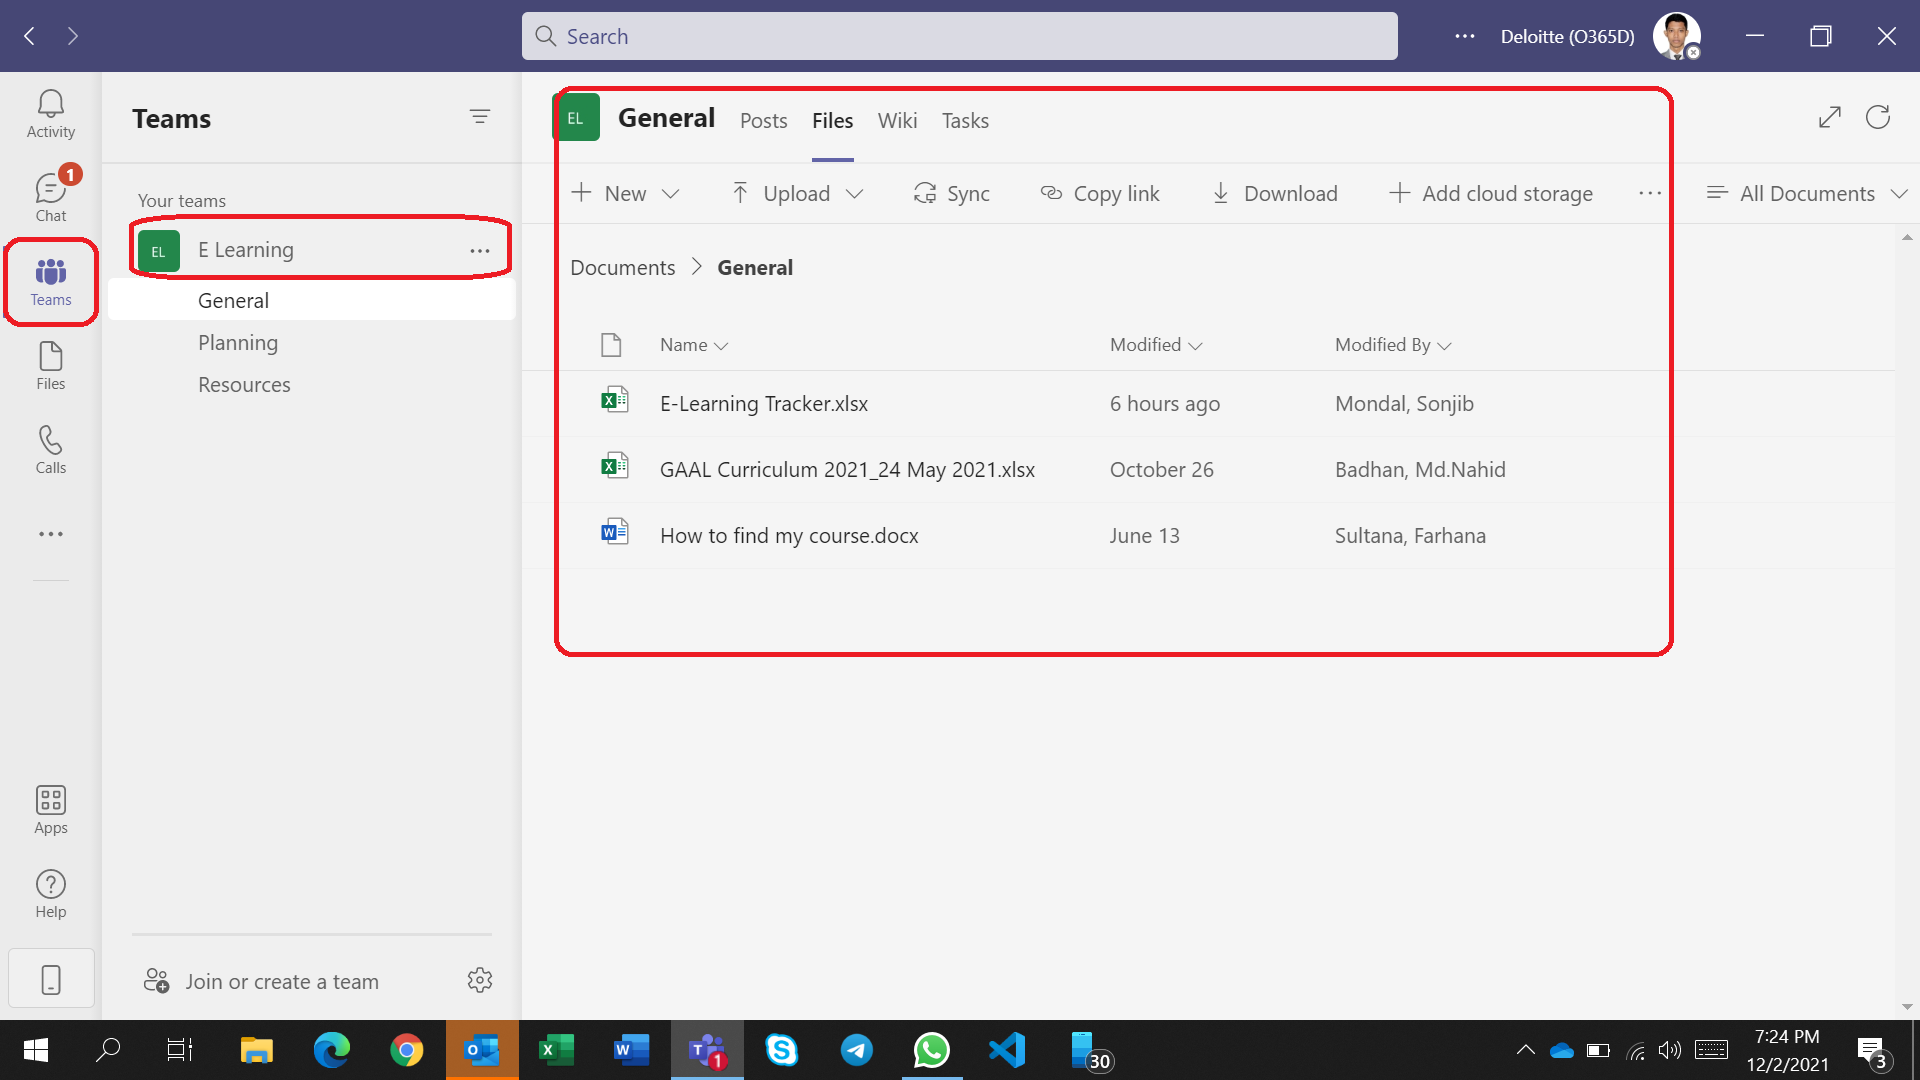 Search
Deloitte (O365D)
Activity
1
Chat
Teams
Files
Calls
Apps
Help
Teams
Your teams
EL E Learning
General
Planning
Resources
Join or create a team
EL General Posts Files Wiki Tasks
New Upload Sync Copy link Download Add cloud storage All Documents
Documents > General
Name Modified Modified By
E-Learning Tracker.xlsx 6 hours ago Mondal, Sonjib
GAAL Curriculum 2021_24 May 2021.xlsx October 26 Badhan, Md.Nahid
How to find my course.docx June 13 Sultana, Farhana
1
30
7:24 PM
12/2/2021
3